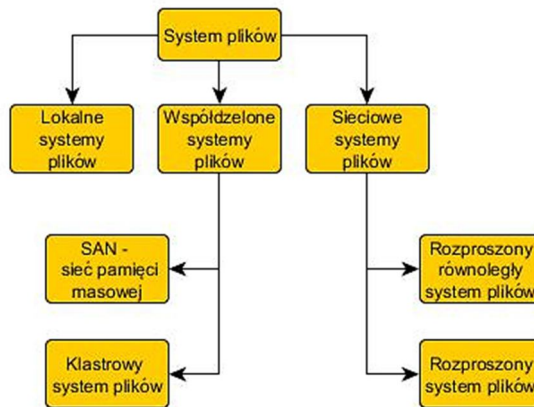 System plików
Lokalne
systemy
plików
Współdzelone
systemy
plików
Sieciowe
systemy
plików
SAN -
sieć pamięci
masowej
Rozproszony
równoległy
system plików
Klastrowy
system plików
Rozproszony
system plików